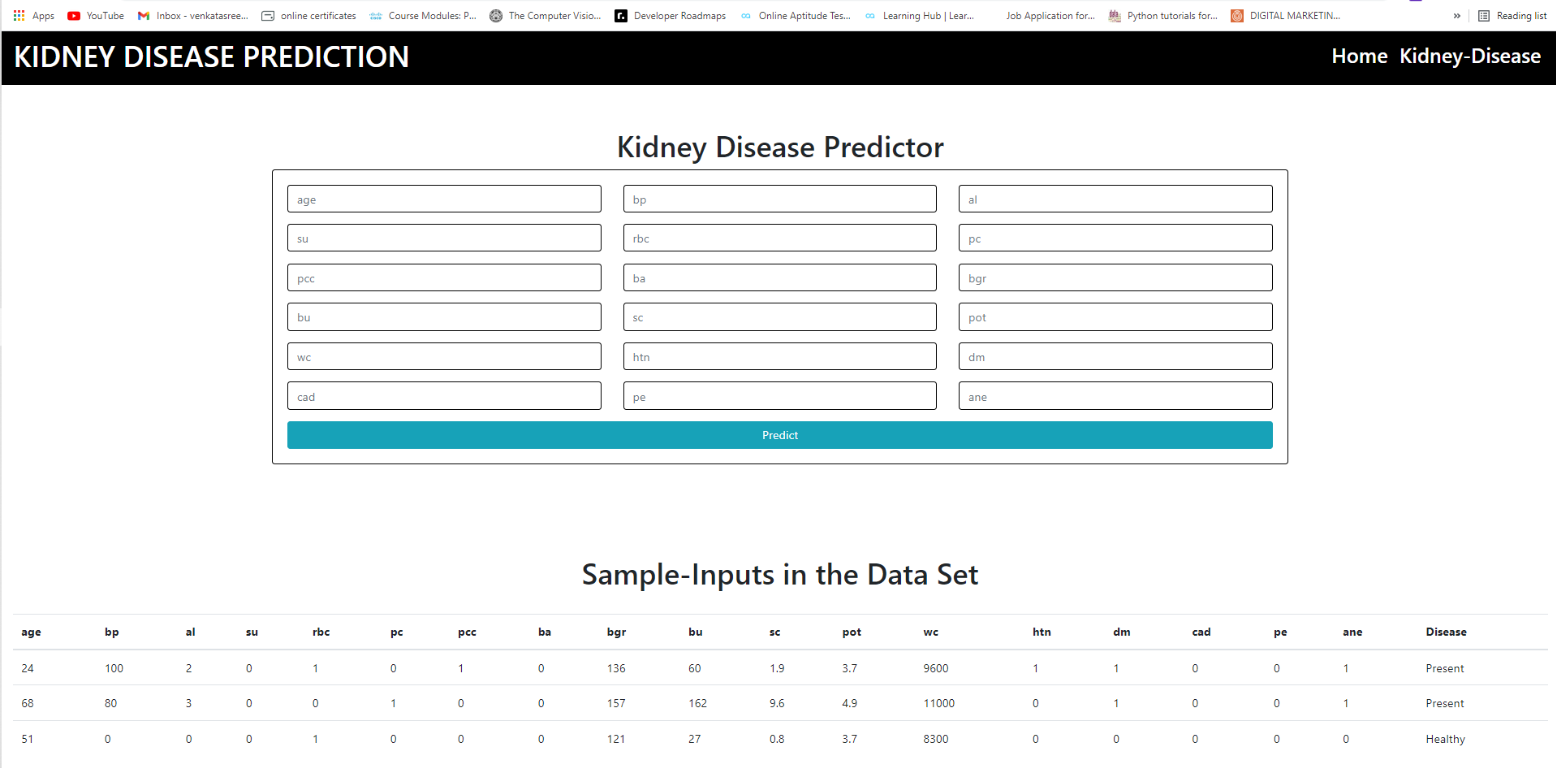 Apps YouTube Inbox - venkatasree... online certificates Course Modules: P... The Computer Visio... Developer Roadmaps Online Aptitude Tes... Learning Hub | Lear... Job Application for... Python tutorials for... DIGITAL MARKETIN... » Reading list
KIDNEY DISEASE PREDICTION Home Kidney-Disease
Kidney Disease Predictor
age bp al
su rbc pc
pcc ba bgr
bu sc pot
wc htn dm
cad pe ane
Predict
Sample-Inputs in the Data Set
age bp al su rbc pc pcc ba bgr bu sc pot wc htn dm cad pe ane Disease
24 100 2 0 1 0 1 0 136 60 1.9 3.7 9600 1 1 0 0 1 Present
68 80 3 0 0 1 0 0 157 162 9.6 4.9 11000 0 1 0 0 1 Present
51 0 0 0 1 0 0 0 121 27 0.8 3.7 8300 0 0 0 0 0 Healthy